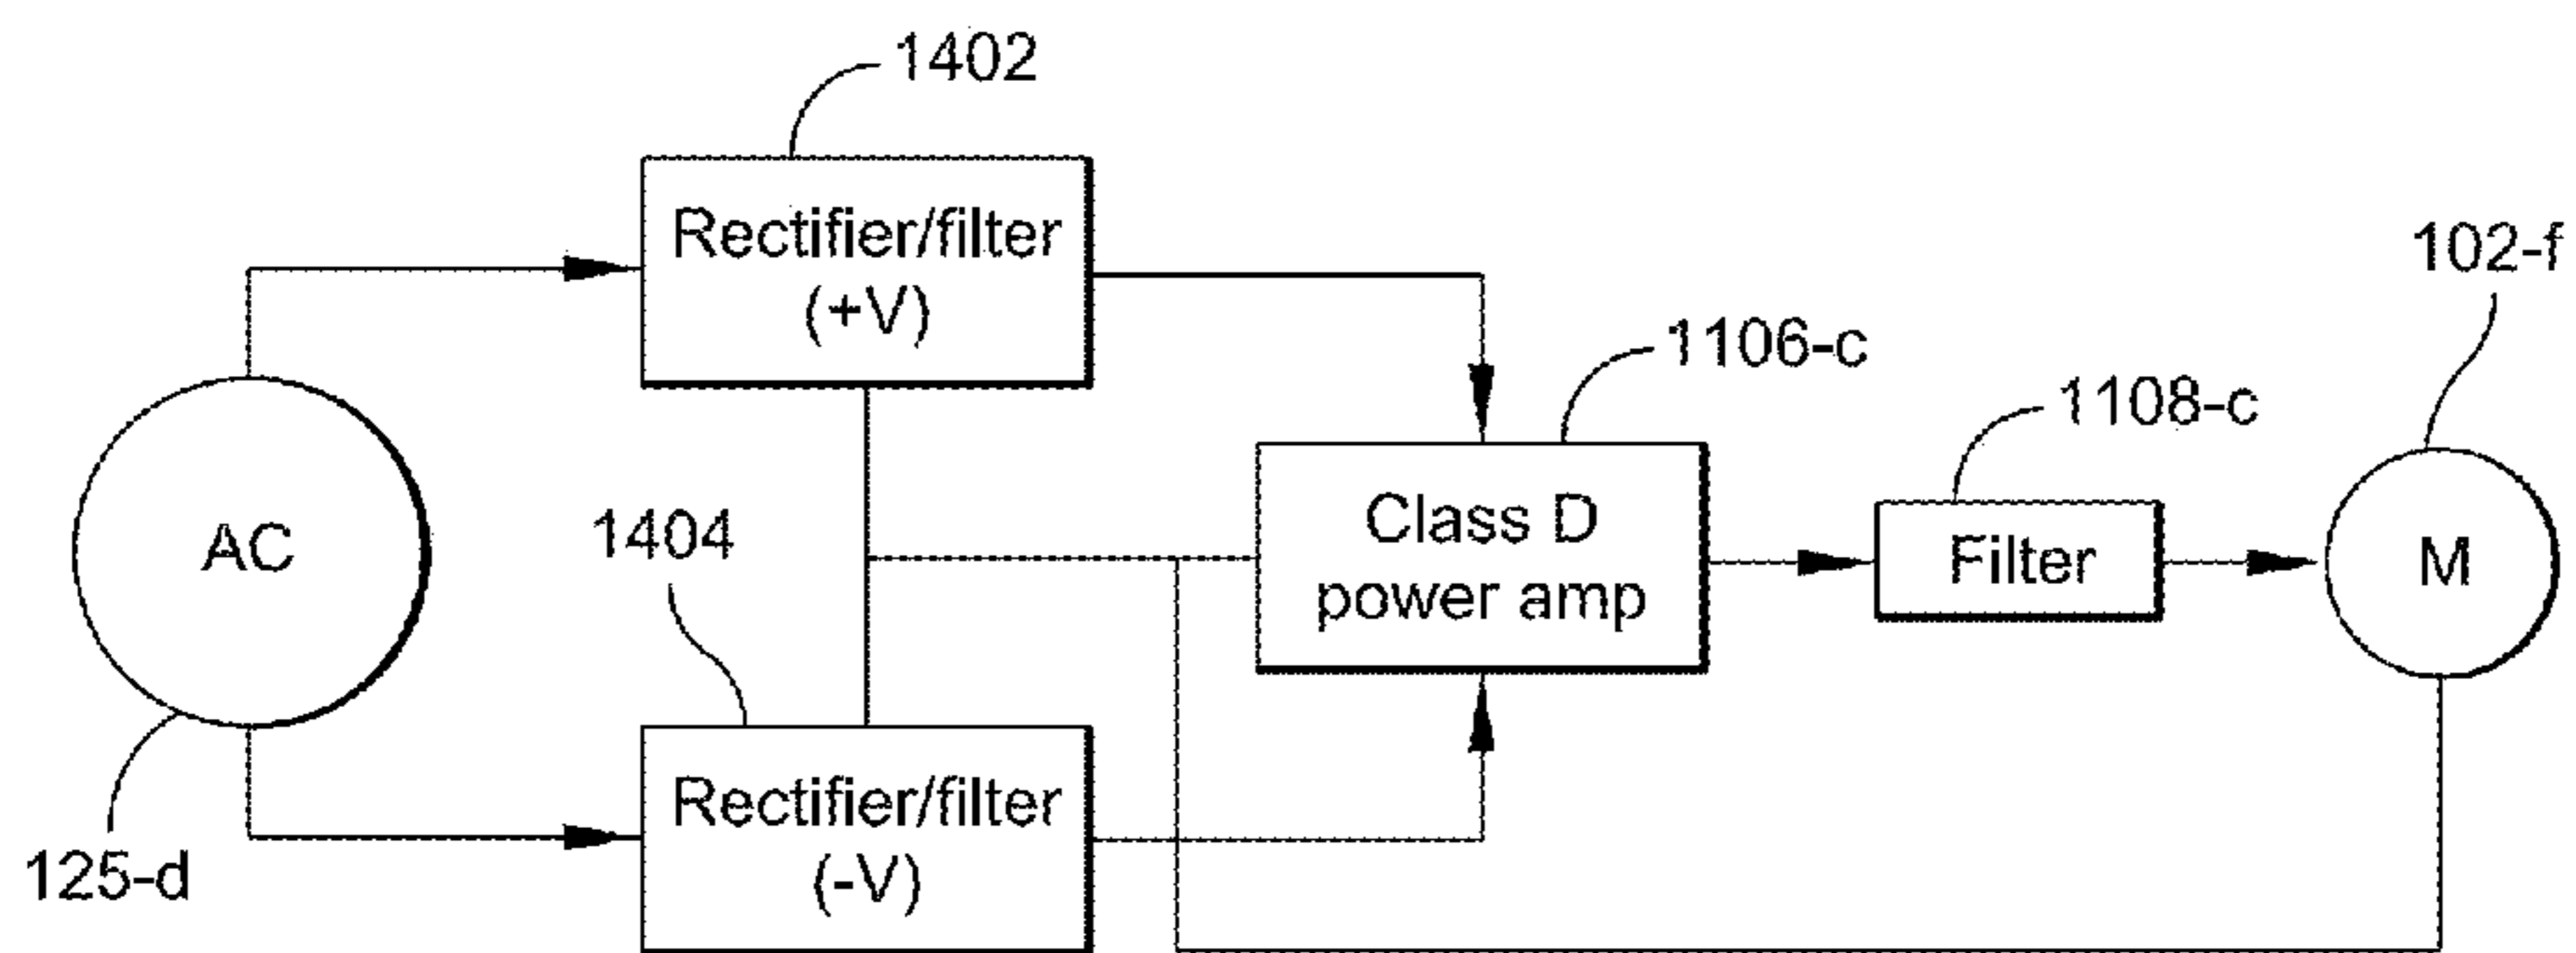 1402
Rectifier/filter
(+V)
102-f
1106-c
1108-c
AC
1404
Class D
power amp
Filter
M
Rectifier/filter
(-V)
125-d